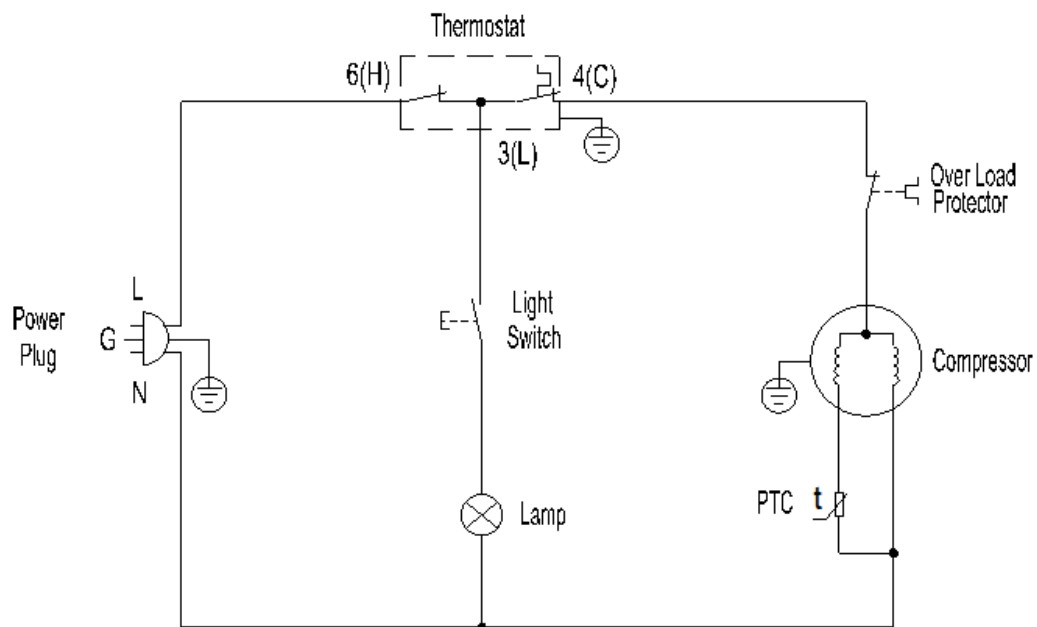 Thermostat
6(H)
4(C)
3(L)
Over Load
Protector
L
Power
Plug
G
N
Light
Switch
Compressor
PTC
t
Lamp